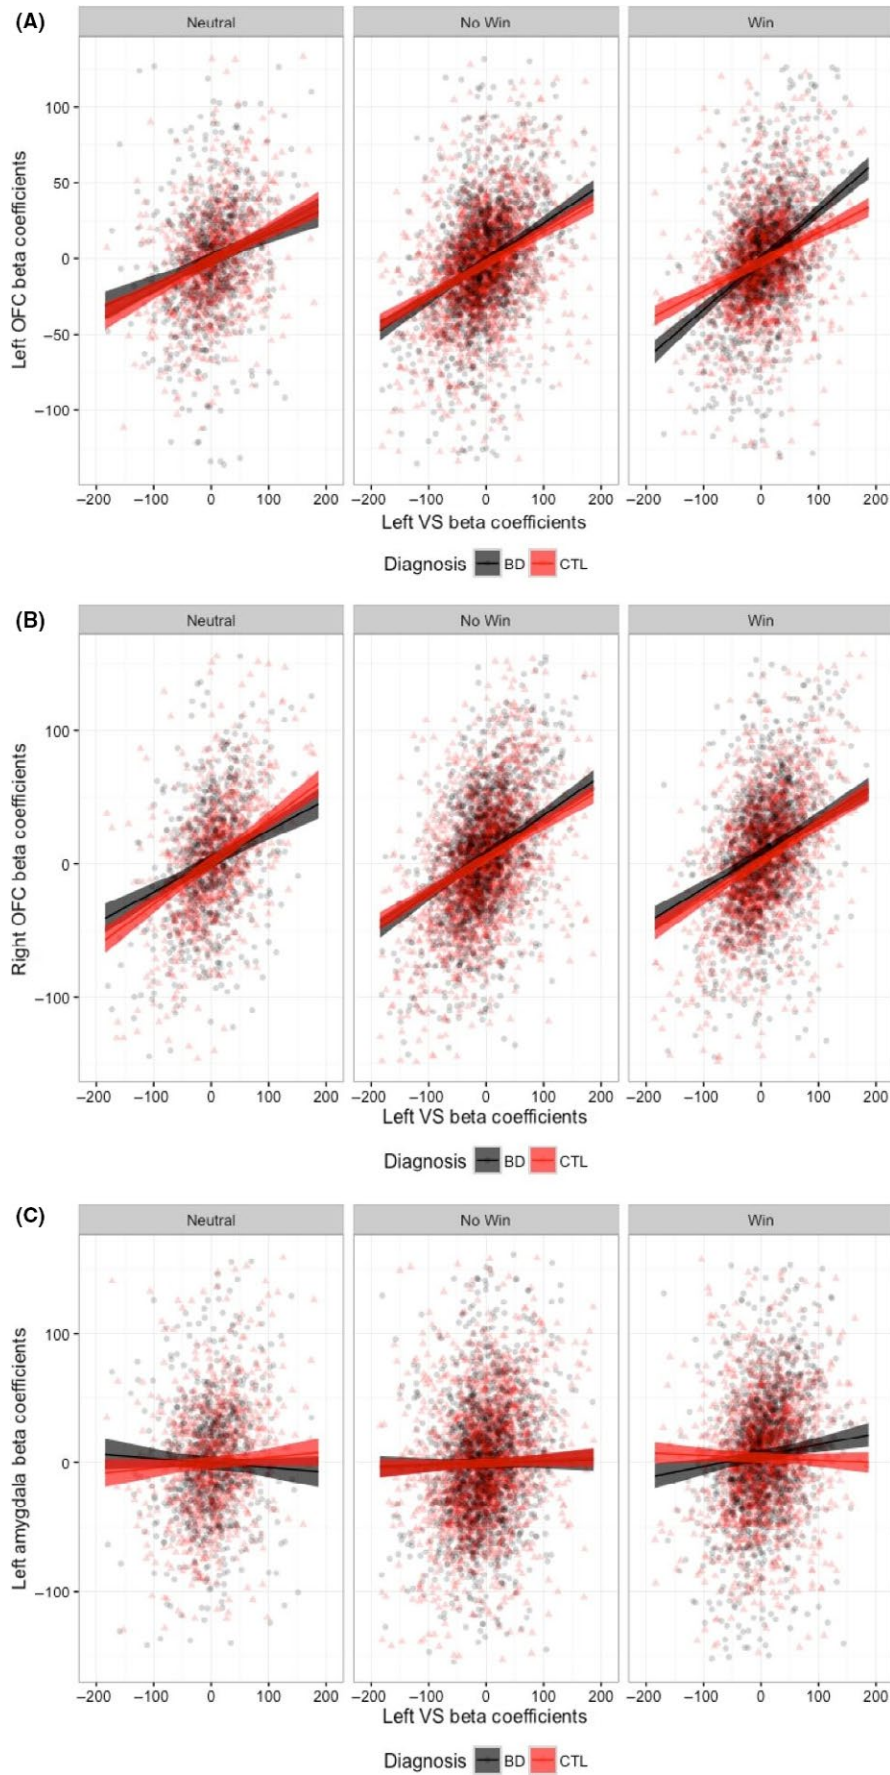 (A)
Neutral No Win Win
Left OFC beta coefficients
100
50
0
−50
−100
−200 −100 0 100 200 −200 −100 0 100 200 −200 −100 0 100 200
Left VS beta coefficients
Diagnosis BD CTL
(B)
Neutral No Win Win
Right OFC beta coefficients
100
0
−100
−200 −100 0 100 200 −200 −100 0 100 200 −200 −100 0 100 200
Left VS beta coefficients
Diagnosis BD CTL
(C)
Neutral No Win Win
Left amygdala beta coefficients
100
0
−100
−200 −100 0 100 200 −200 −100 0 100 200 −200 −100 0 100 200
Left VS beta coefficients
Diagnosis BD CTL